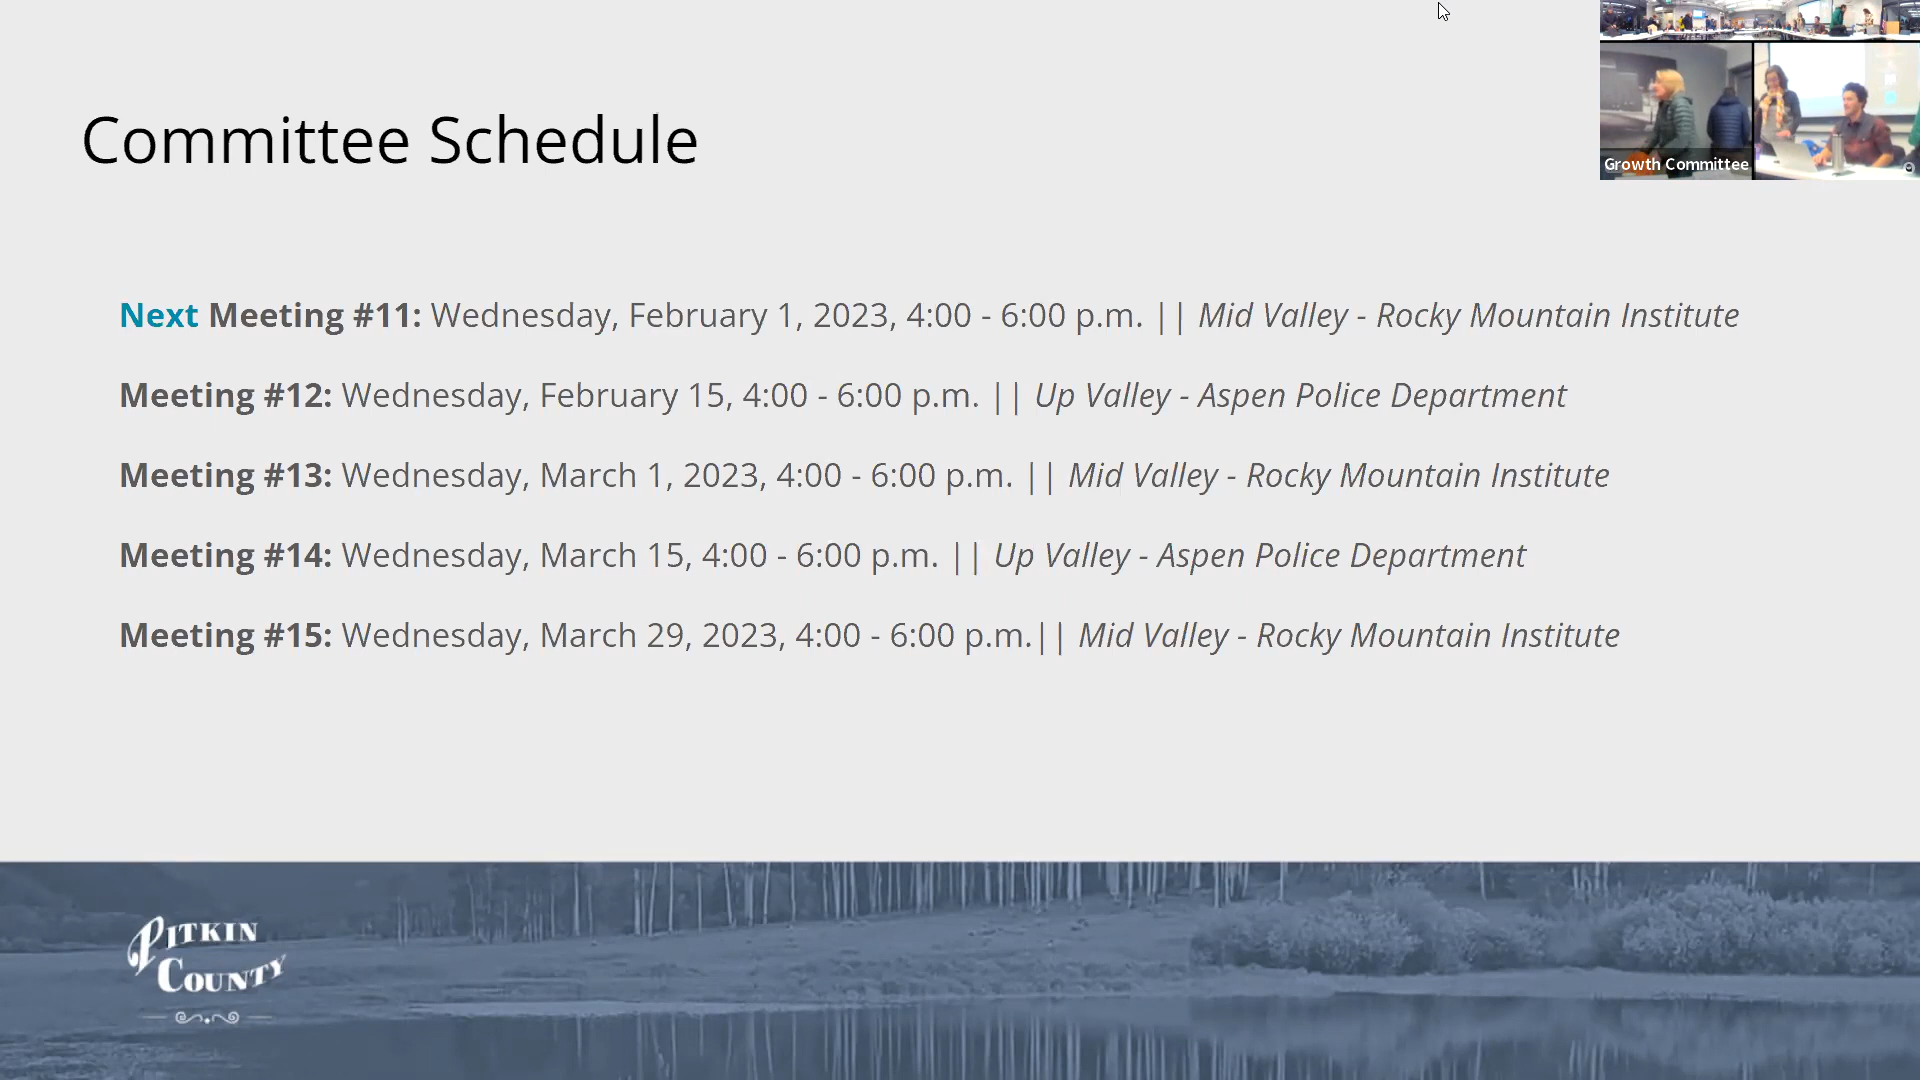 Committee Schedule
Growth Committee
Next Meeting #11: Wednesday, February 1, 2023, 4:00 - 6:00 p.m. || Mid Valley - Rocky Mountain Institute
Meeting #12: Wednesday, February 15, 4:00 - 6:00 p.m. || Up Valley - Aspen Police Department
Meeting #13: Wednesday, March 1, 2023, 4:00 - 6:00 p.m. || Mid Valley - Rocky Mountain Institute
Meeting #14: Wednesday, March 15, 4:00 - 6:00 p.m. || Up Valley - Aspen Police Department
Meeting #15: Wednesday, March 29, 2023, 4:00 - 6:00 p.m.|| Mid Valley - Rocky Mountain Institute
PITKIN
COUNTY